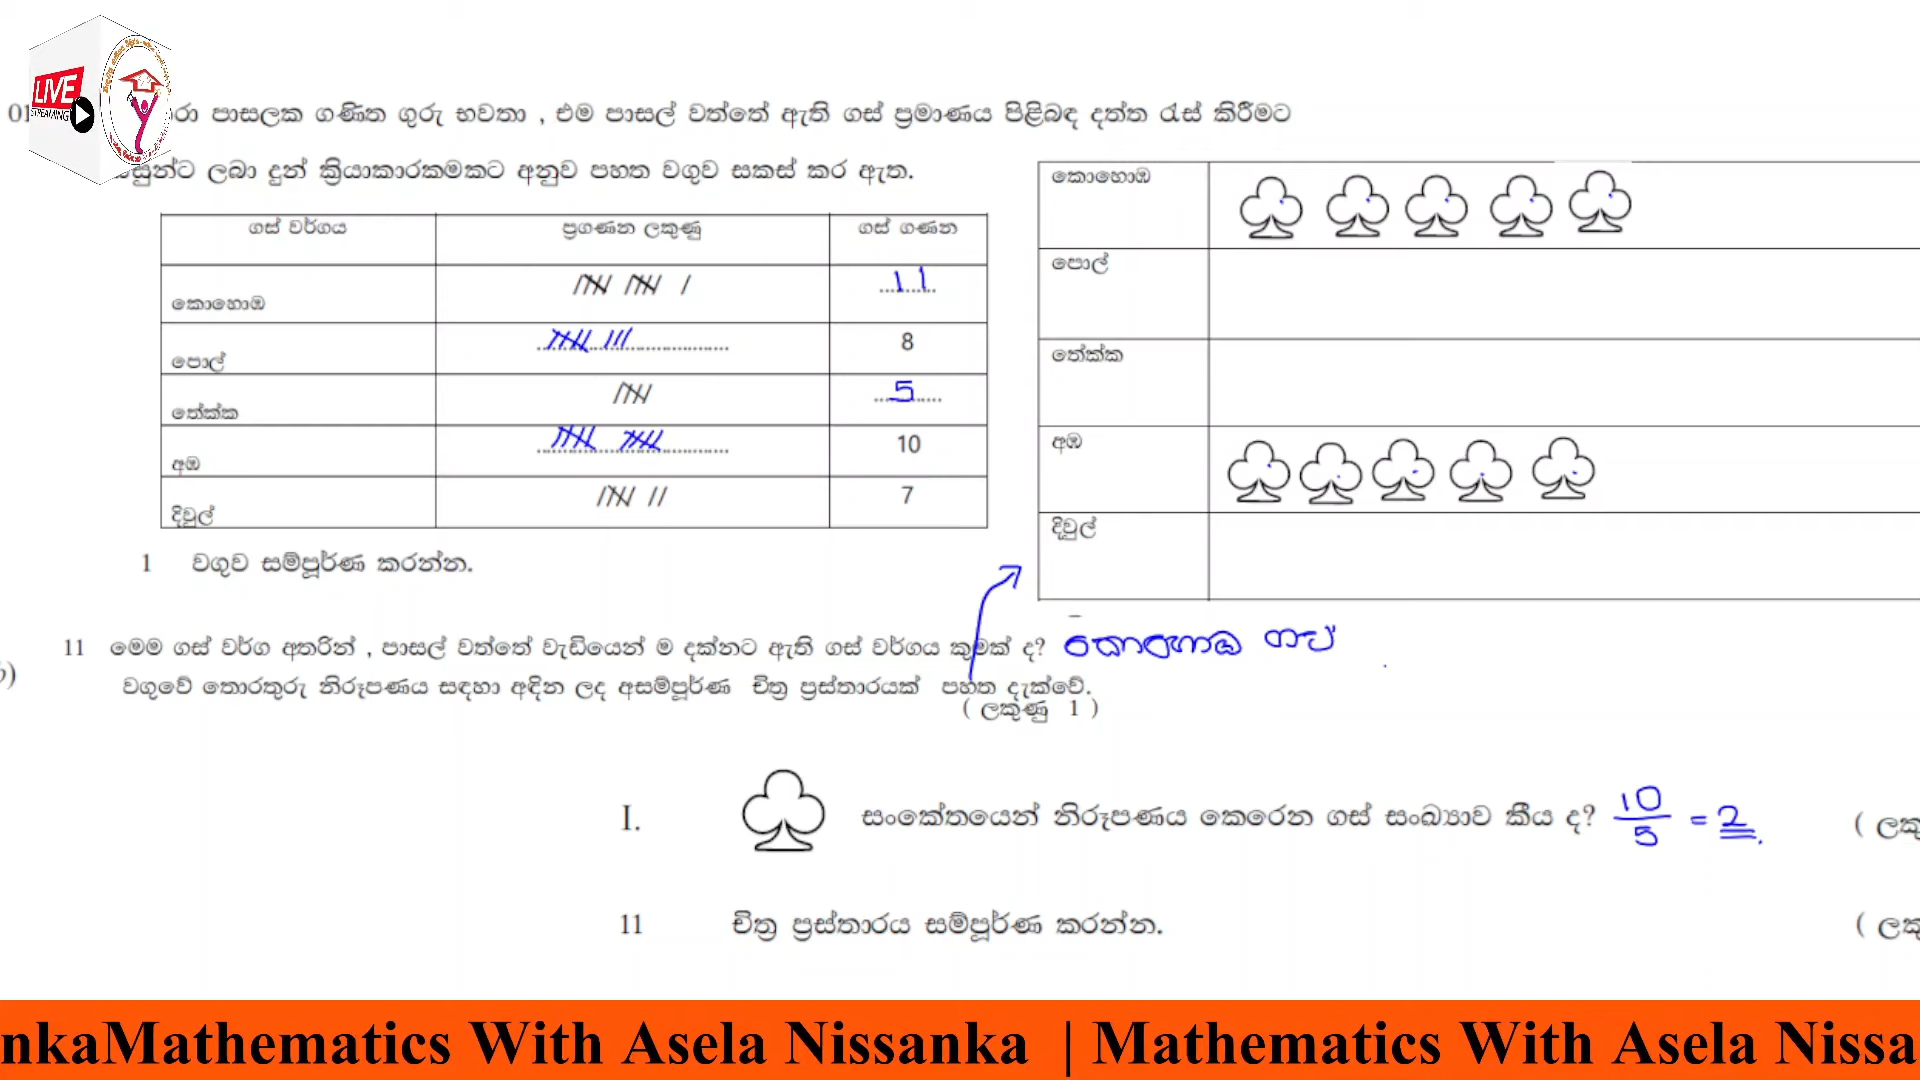 LIVE
STREAMING
01
රා පාසලක ගණිත ගුරු භවතා , එම පාසල් වත්තේ ඇති ගස් ප්‍රමාණය පිළිබඳ දත්ත රැස් කිරීමට
සුන්ට ලබා දුන් ක්‍රියාකාරකමකට අනුව පහත වගුව සකස් කර ඇත.
ගස් වර්ගය ප්‍රගණන ලකුණු ගස් ගණන
කොහොඹ 11
පොල් 8
තේක්ක 5
අඹ 10
දිවුල් 7
කොහොඹ
පොල්
තේක්ක
අඹ
දිවුල්
1 වගුව සම්පූර්ණ කරන්න.
11 මෙම ගස් වර්ග අතරින් , පාසල් වත්තේ වැඩියෙන් ම දක්නට ඇති ගස් වර්ගය කුමක් ද? කොහොඹ ගස්
වගුවේ තොරතුරු නිරූපණය සඳහා අඳින ලද අසම්පූර්ණ චිත්‍ර ප්‍රස්තාරයක් පහත දැක්වේ.
( ලකුණු 1 )
I. සංකේතයෙන් නිරූපණය කෙරෙන ගස් සංඛ්‍යාව කීය ද? 10/5 = 2 ( ලකු
11 චිත්‍ර ප්‍රස්තාරය සම්පූර්ණ කරන්න. ( ලකු
nkaMathematics With Asela Nissanka | Mathematics With Asela Nissa